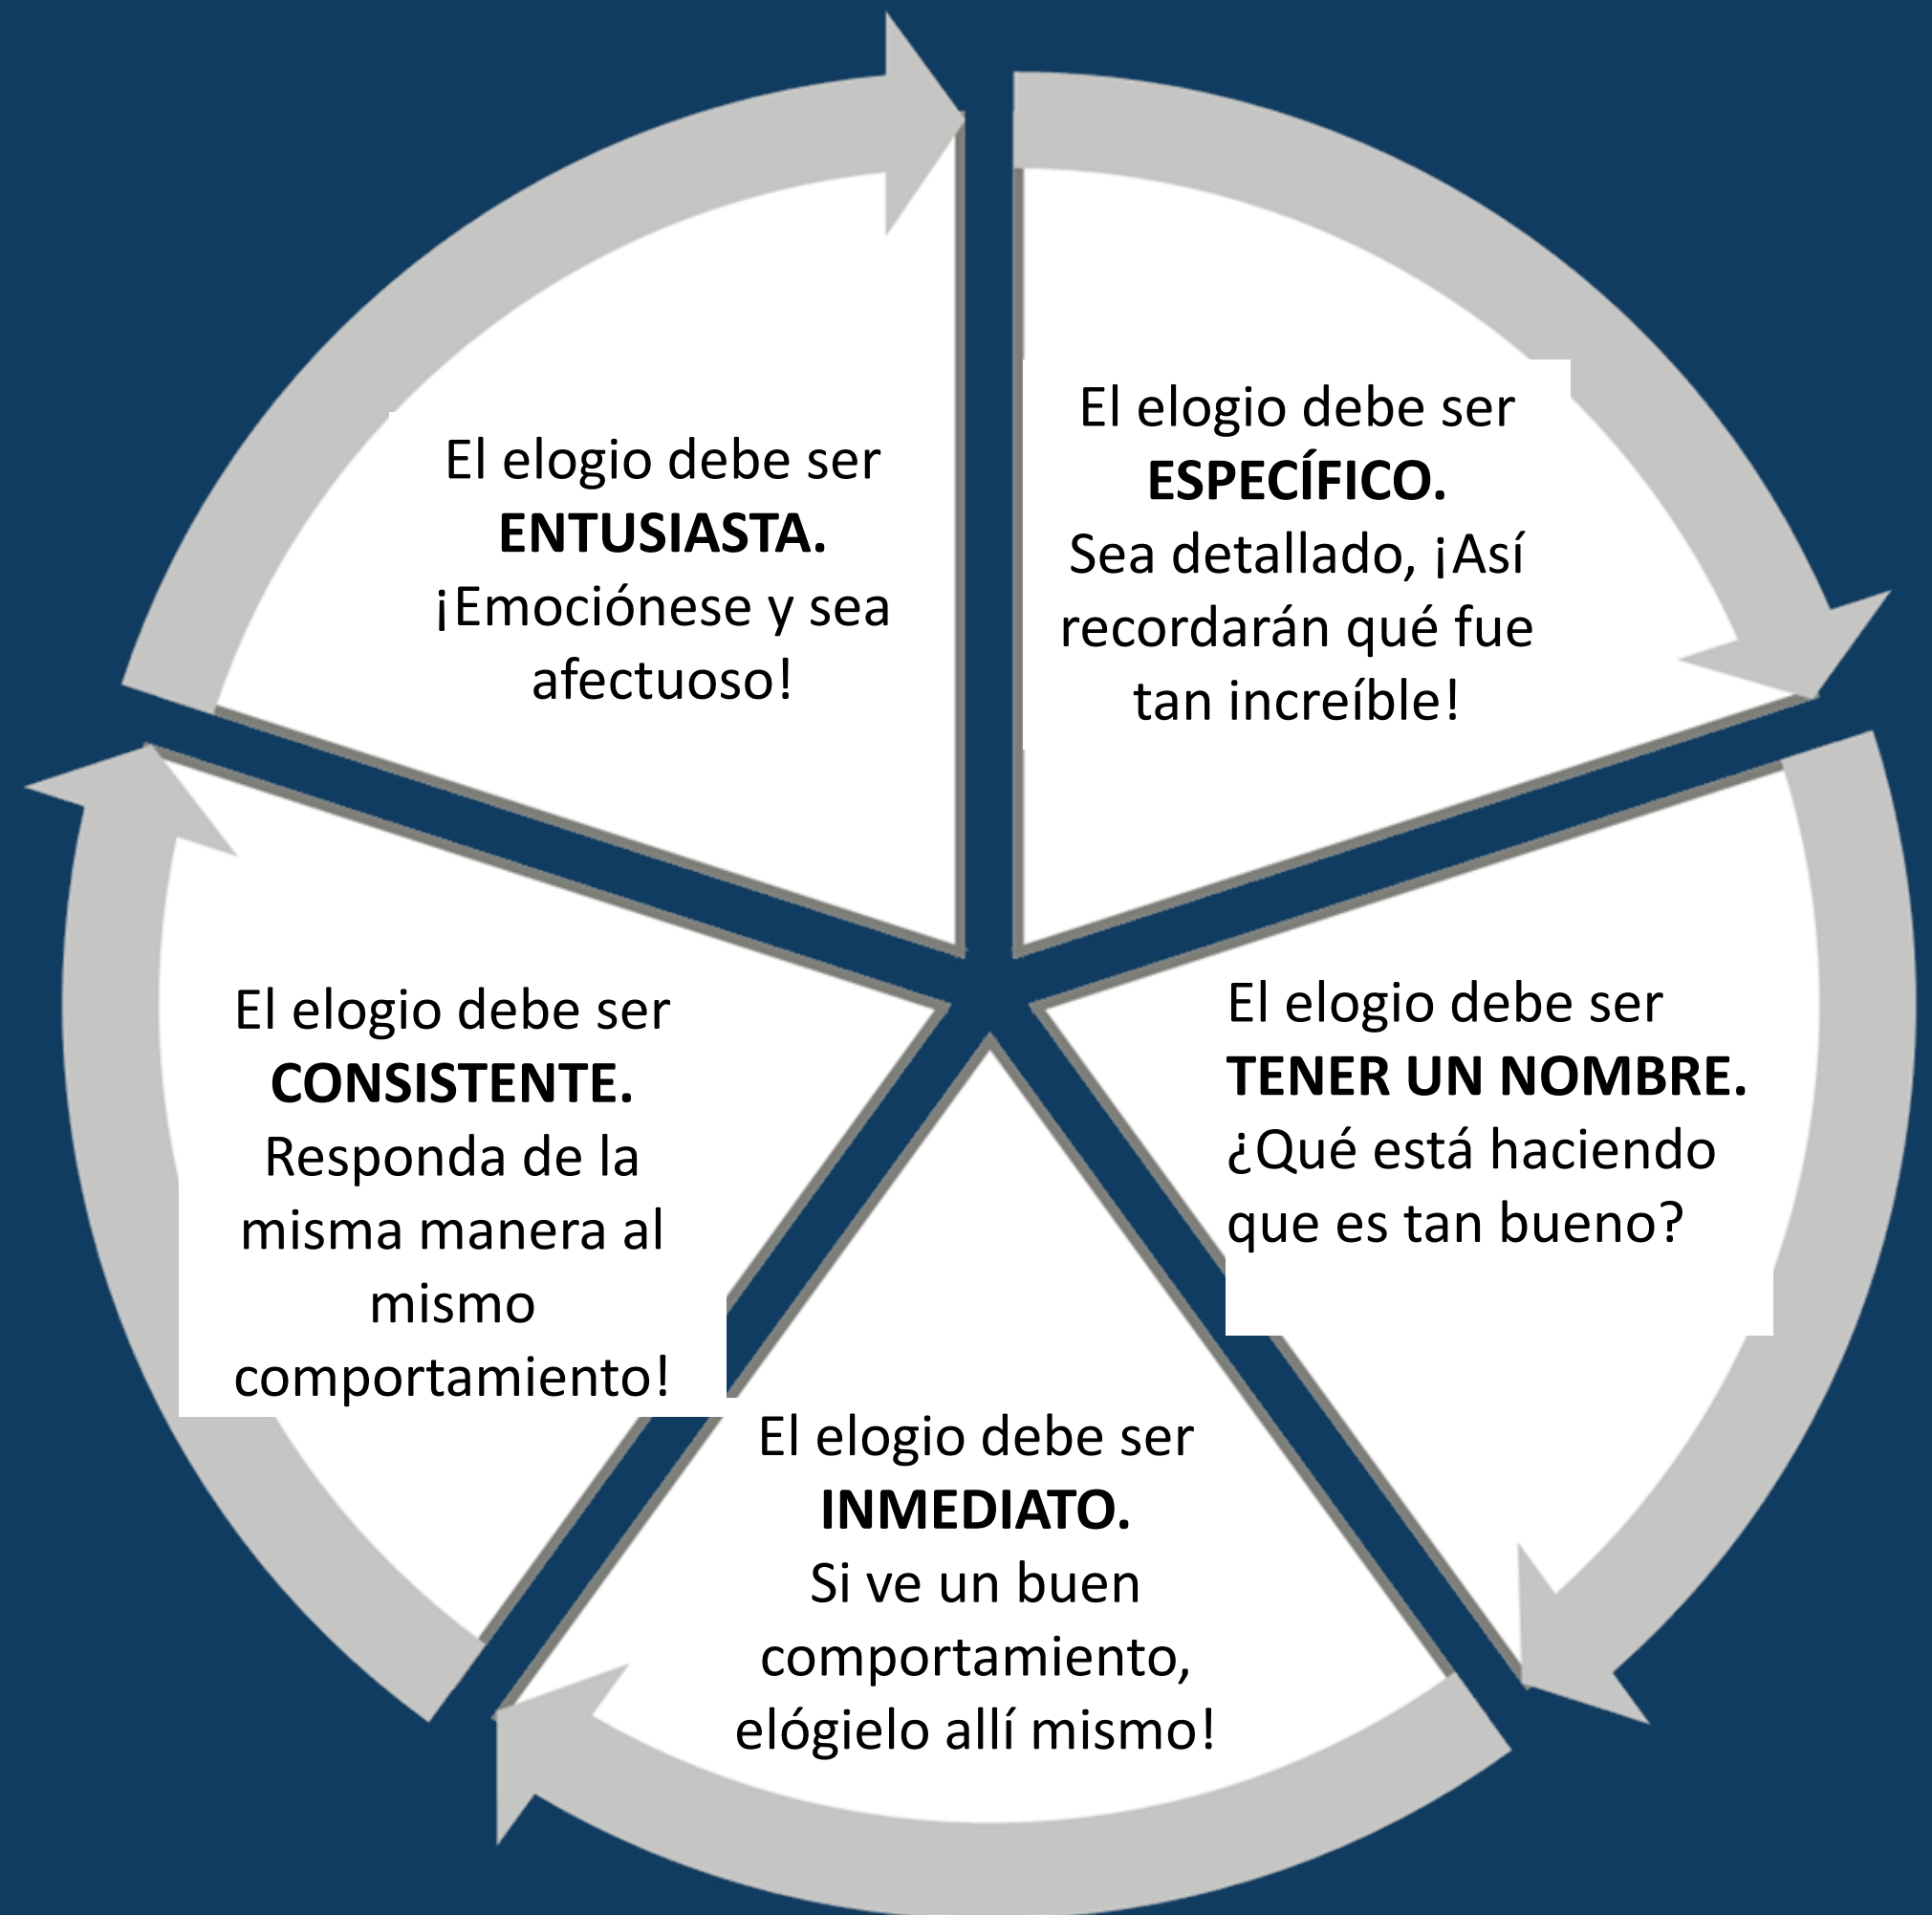 El elogio debe ser
ESPECÍFICO.
Sea detallado, ¡Así
recordarán qué fue
tan increíble!
El elogio debe ser
TENER UN NOMBRE.
¿Qué está haciendo
que es tan bueno?
El elogio debe ser
INMEDIATO.
Si ve un buen
comportamiento,
elógielo allí mismo!
El elogio debe ser
CONSISTENTE.
Responda de la
misma manera al
mismo
comportamiento!
El elogio debe ser
ENTUSIASTA.
¡Emociónese y sea
afectuoso!